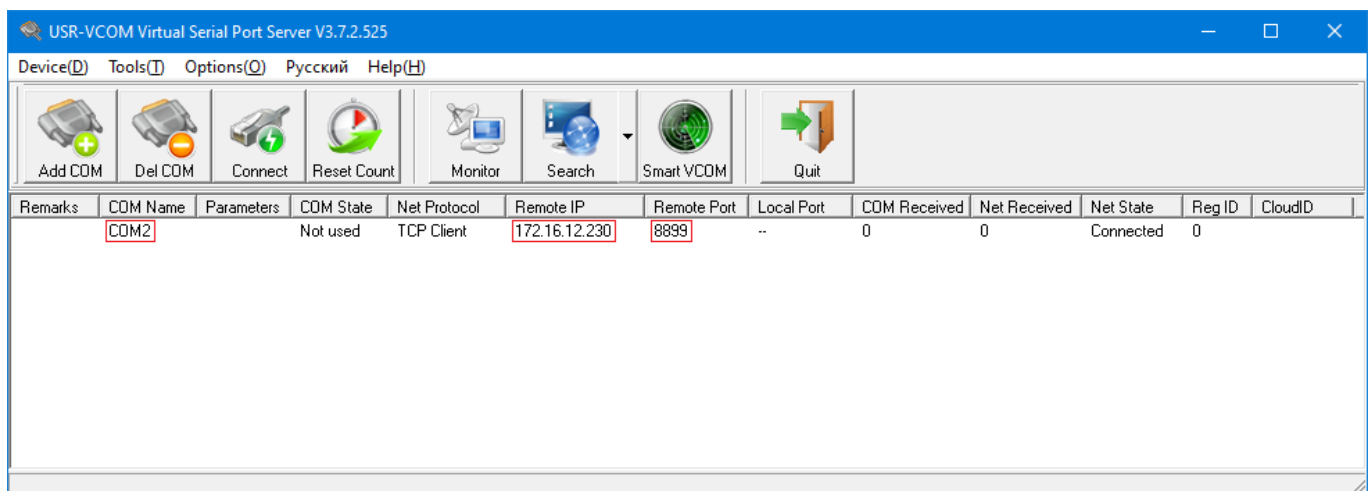 USR-VCOM Virtual Serial Port Server V3.7.2.525
Device(D) Tools(T) Options(O) Русский Help(H)
Add COM Del COM Connect Reset Count Monitor Search Smart VCOM Quit
Remarks COM Name Parameters COM State Net Protocol Remote IP Remote Port Local Port COM Received Net Received Net State Reg ID CloudID
COM2 Not used TCP Client 172.16.12.230 8899 -- 0 0 Connected 0